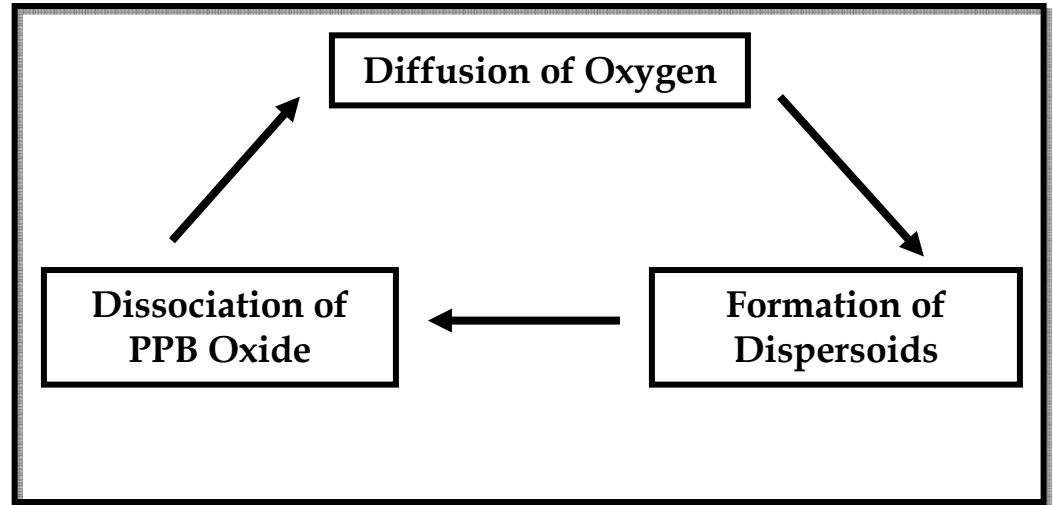 Diffusion of Oxygen
Dissociation of
PPB Oxide
Formation of
Dispersoids